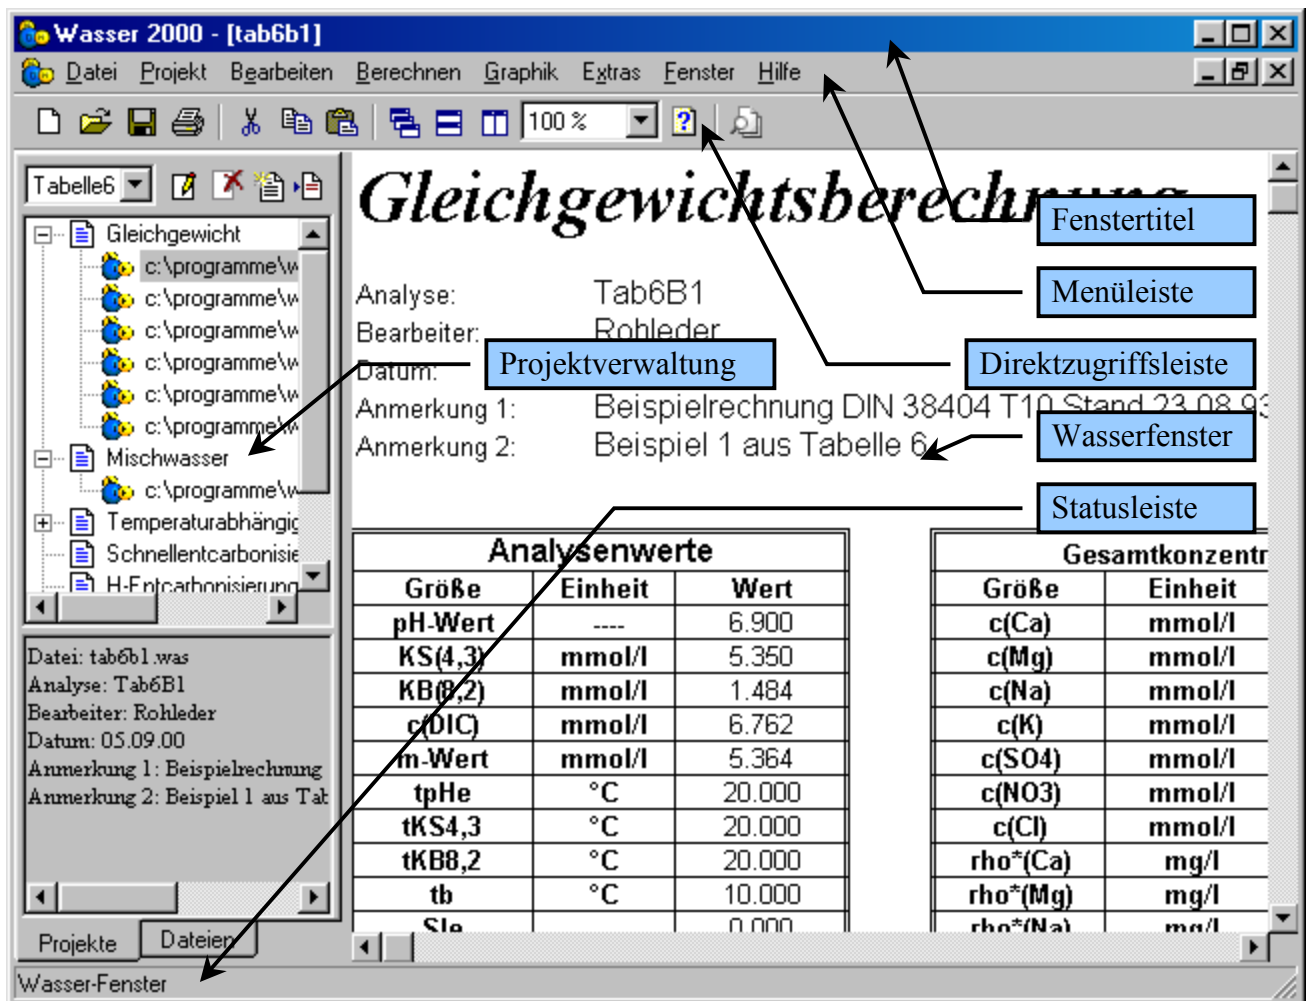 Wasser 2000 - [tab6b1]
Datei Projekt Bearbeiten Berechnen Graphik Extras Fenster Hilfe
100 %
Tabelle6
Gleichgewicht
c:\programme\w
c:\programme\w
c:\programme\w
c:\programme\w
c:\programme\w
c:\programme\w
Mischwasser
c:\programme\w
Temperaturabhängig
Schnellentcarbonisie
H-Entcarbonisierung
Datei: tab6b1.was
Analyse: Tab6B1
Bearbeiter: Rohleder
Datum: 05.09.00
Anmerkung 1: Beispielrechnung
Anmerkung 2: Beispiel 1 aus Tab
Projekte Dateien
Wasser-Fenster
Gleichgewichtsberechnung
Analyse: Tab6B1
Bearbeiter: Rohleder
Datum:
Anmerkung 1: Beispielrechnung DIN 38404 T10 Stand 23.08.93
Anmerkung 2: Beispiel 1 aus Tabelle 6
Fenstertitel
Menüleiste
Direktzugriffsleiste
Projektverwaltung
Wasserfenster
Statusleiste
Analysenwerte
Größe Einheit Wert
pH-Wert ---- 6.900
KS(4,3) mmol/l 5.350
KB(8,2) mmol/l 1.484
c(DIC) mmol/l 6.762
m-Wert mmol/l 5.364
tpHe °C 20.000
tKS4,3 °C 20.000
tKB8,2 °C 20.000
tb °C 10.000
SIe 0.000
Gesamtkonzentr
Größe Einheit
c(Ca) mmol/l
c(Mg) mmol/l
c(Na) mmol/l
c(K) mmol/l
c(SO4) mmol/l
c(NO3) mmol/l
c(Cl) mmol/l
rho*(Ca) mg/l
rho*(Mg) mg/l
rho*(Na) mg/l